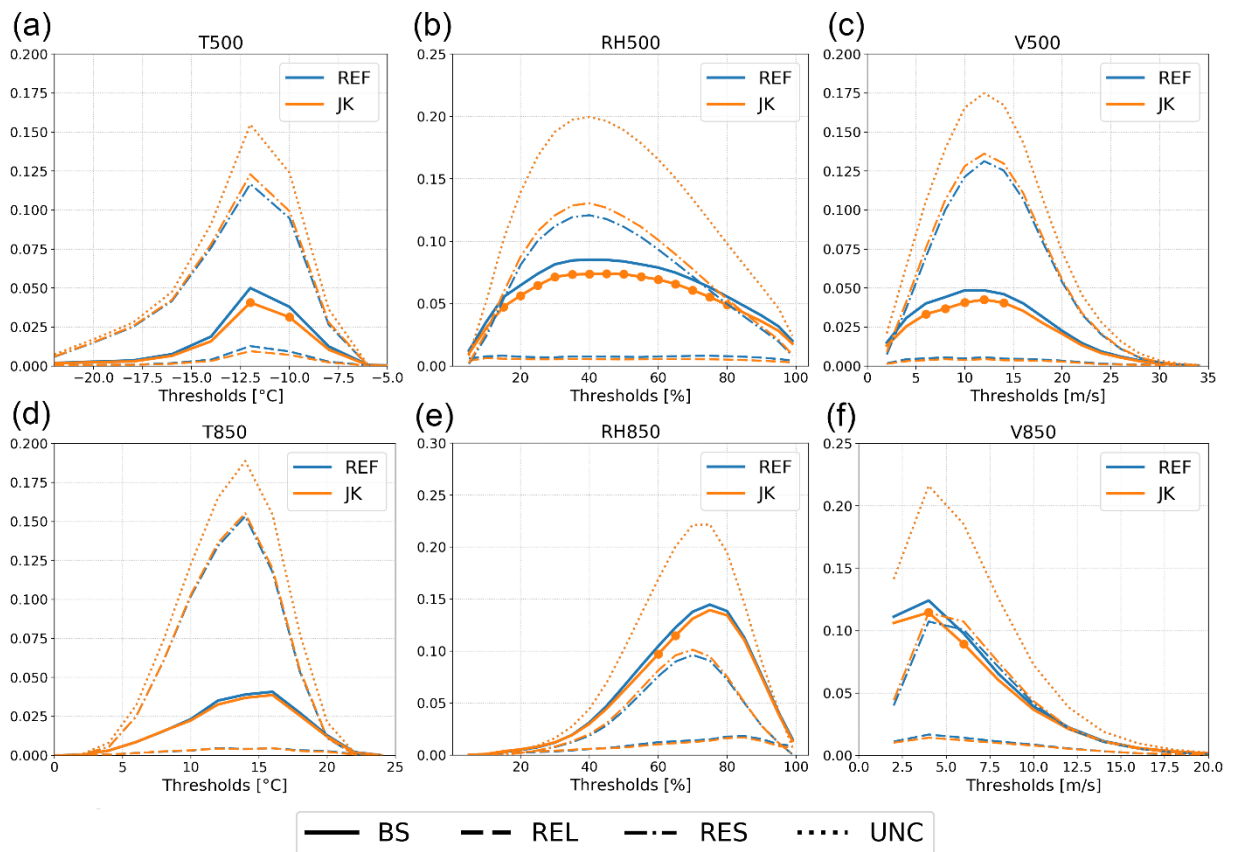 (a)
T500
0.200
0.175
0.150
0.125
0.100
0.075
0.050
0.025
0.000
−20.0 −17.5 −15.0 −12.5 −10.0 −7.5 −5.0
Thresholds [°C]
REF
JK
(b)
RH500
0.25
0.20
0.15
0.10
0.05
0.00
20 40 60 80 100
Thresholds [%]
REF
JK
(c)
V500
0.200
0.175
0.150
0.125
0.100
0.075
0.050
0.025
0.000
0 5 10 15 20 25 30 35
Thresholds [m/s]
REF
JK
(d)
T850
0.200
0.175
0.150
0.125
0.100
0.075
0.050
0.025
0.000
0 5 10 15 20 25
Thresholds [°C]
REF
JK
(e)
RH850
0.30
0.25
0.20
0.15
0.10
0.05
0.00
20 40 60 80 100
Thresholds [%]
REF
JK
(f)
V850
0.25
0.20
0.15
0.10
0.05
0.00
0.0 2.5 5.0 7.5 10.0 12.5 15.0 17.5 20.0
Thresholds [m/s]
REF
JK
BS REL RES UNC